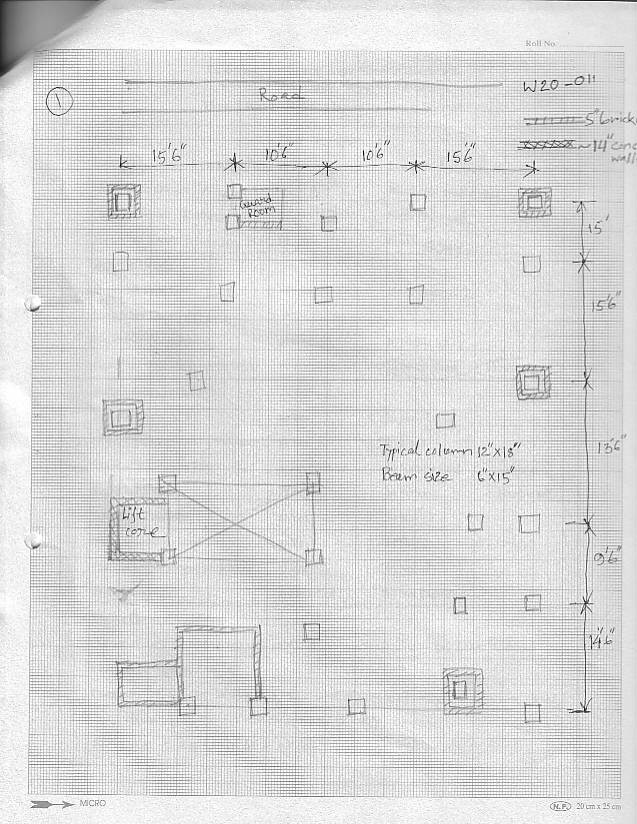 Roll No.
W20-011
1
Road
5" brick
15'6" 10'6" 10'6" 15'6"
~14" conc
walls
Guard
Room
15'
15'6"
13'6"
Typical column 12"x18"
Beam size 6"x15"
Lift
core
9'6"
14'6"
MICRO
N.F. 20 cm x 25 cm